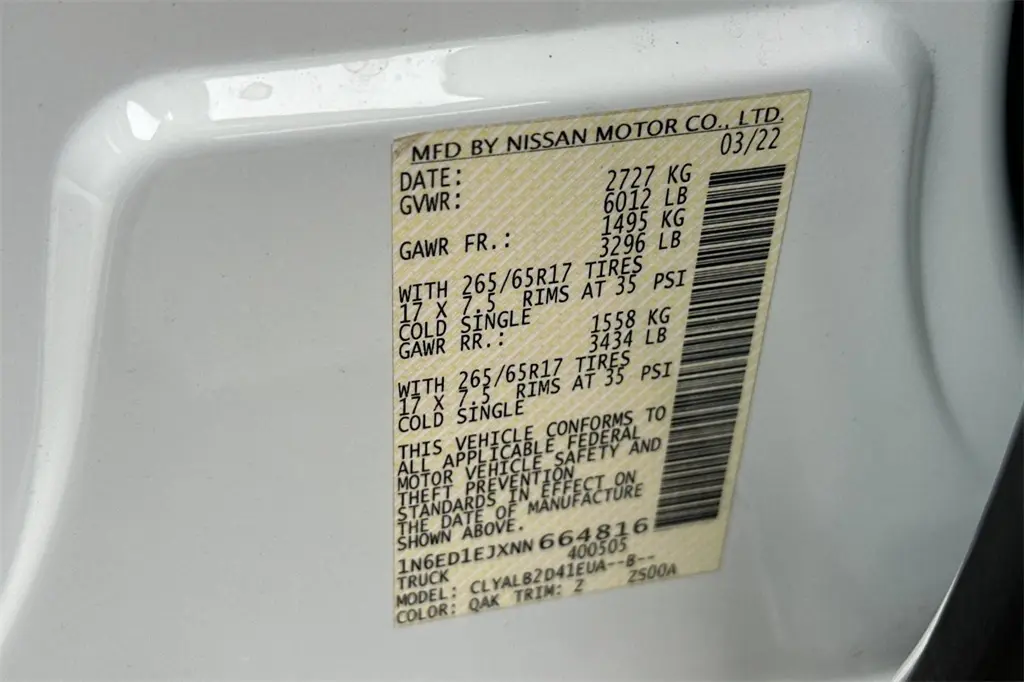 MFD BY NISSAN MOTOR CO., LTD.
DATE: 03/22
GVWR: 2727 KG
6012 LB
GAWR FR.: 1495 KG
3296 LB
WITH 265/65R17 TIRES
17 X 7.5 RIMS AT 35 PSI
COLD SINGLE
GAWR RR.: 1558 KG
3434 LB
WITH 265/65R17 TIRES
17 X 7.5 RIMS AT 35 PSI
COLD SINGLE
THIS VEHICLE CONFORMS TO
ALL APPLICABLE FEDERAL
MOTOR VEHICLE SAFETY AND
THEFT PREVENTION
STANDARDS IN EFFECT ON
THE DATE OF MANUFACTURE
SHOWN ABOVE.
1N6ED1EJXNN664816
TRUCK 400505
MODEL: CLYALB2D41EUA--B--
COLOR: QAK TRIM: Z ZS00A